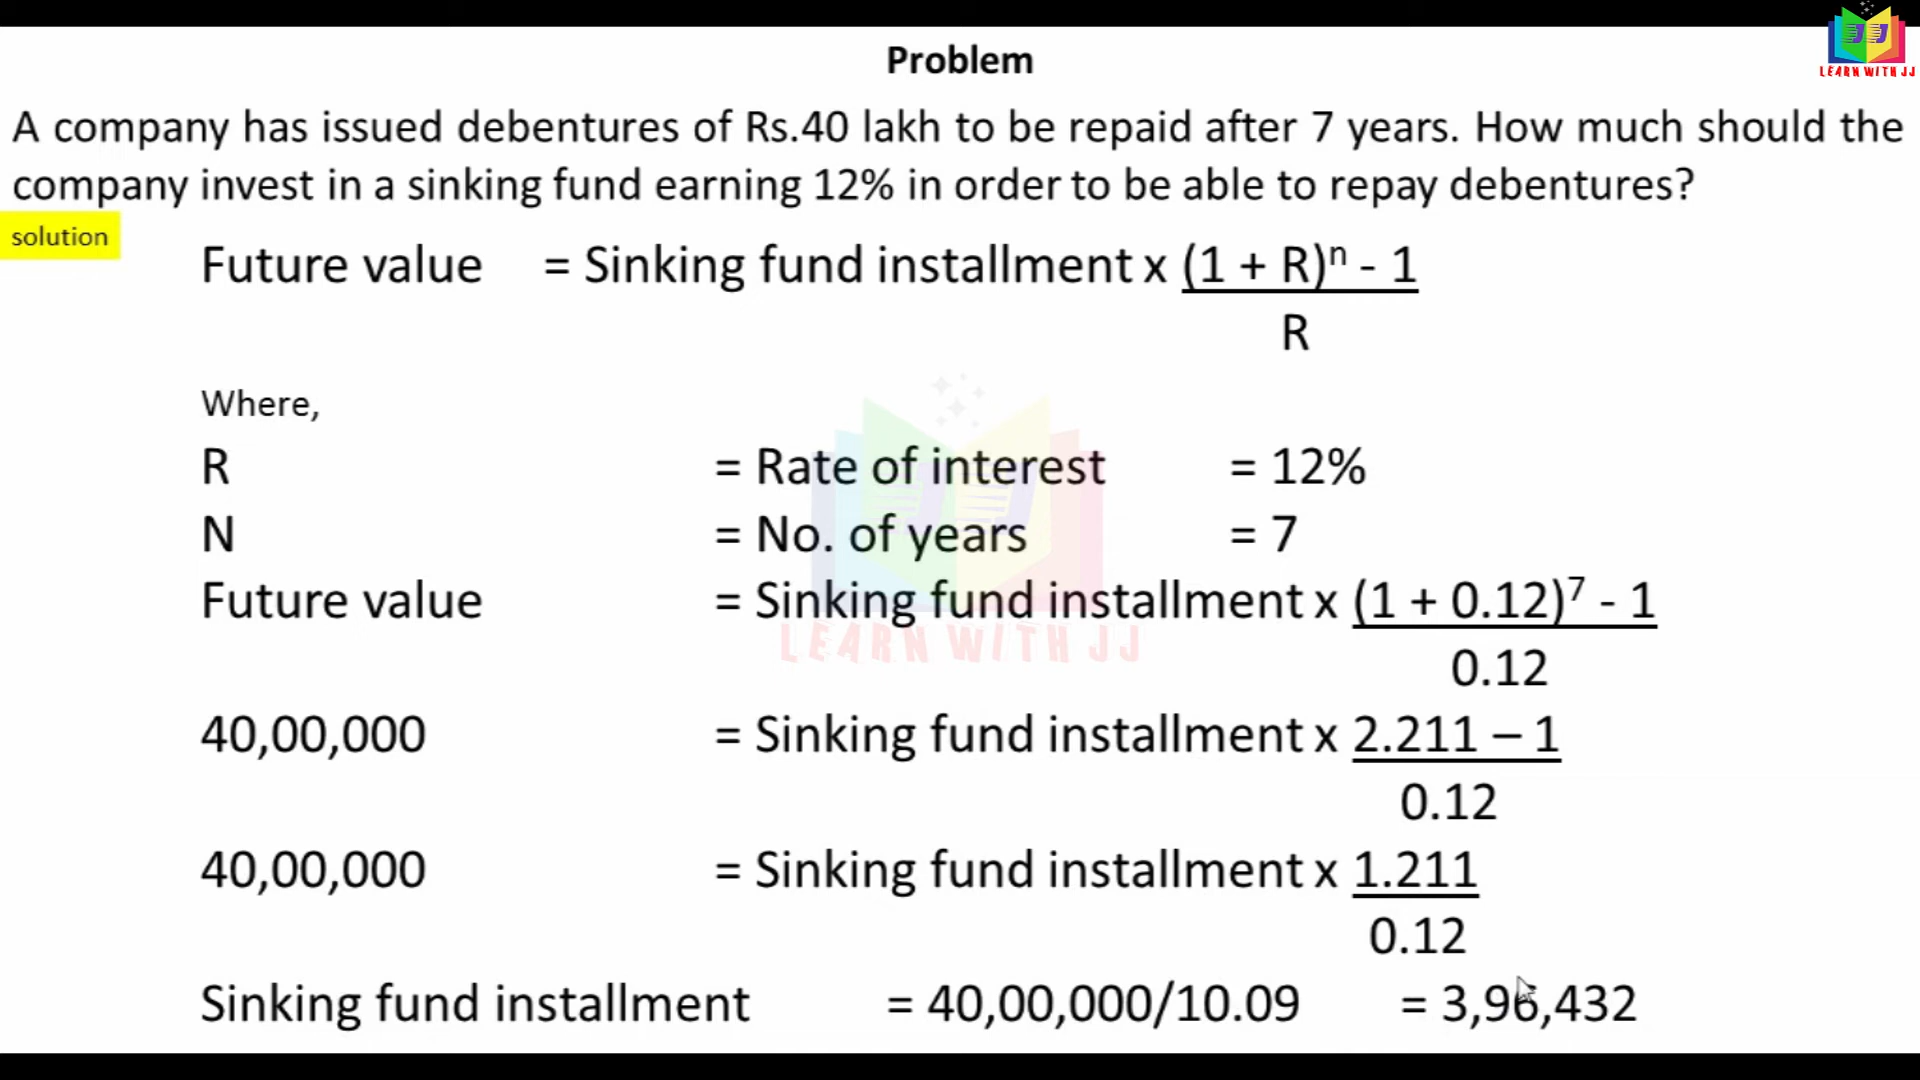 LEARN WITH JJ
Problem
A company has issued debentures of Rs.40 lakh to be repaid after 7 years. How much should the
company invest in a sinking fund earning 12% in order to be able to repay debentures?
solution
Future value = Sinking fund installment x (1 + R)ⁿ - 1
R
Where,
R = Rate of interest = 12%
N = No. of years = 7
Future value = Sinking fund installment x (1 + 0.12)⁷ - 1
LEARN WITH JJ
0.12
40,00,000 = Sinking fund installment x 2.211 – 1
0.12
40,00,000 = Sinking fund installment x 1.211
0.12
Sinking fund installment = 40,00,000/10.09 = 3,96,432